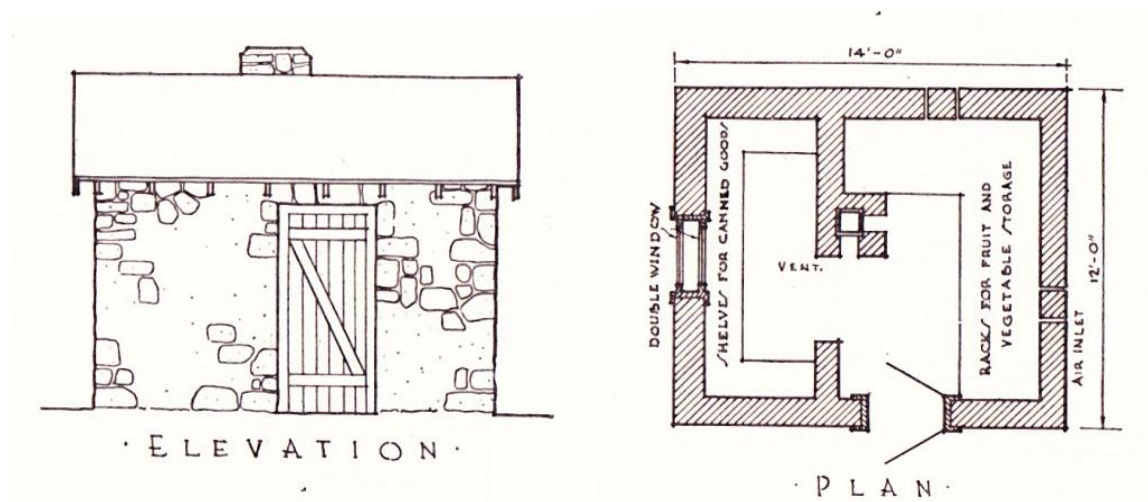 · ELEVATION ·
14'-0"
DOUBLE WINDOW
SHELVES FOR CANNED GOODS
VENT.
RACKS FOR FRUIT AND
VEGETABLE STORAGE
AIR INLET
12'-0"
· PLAN ·